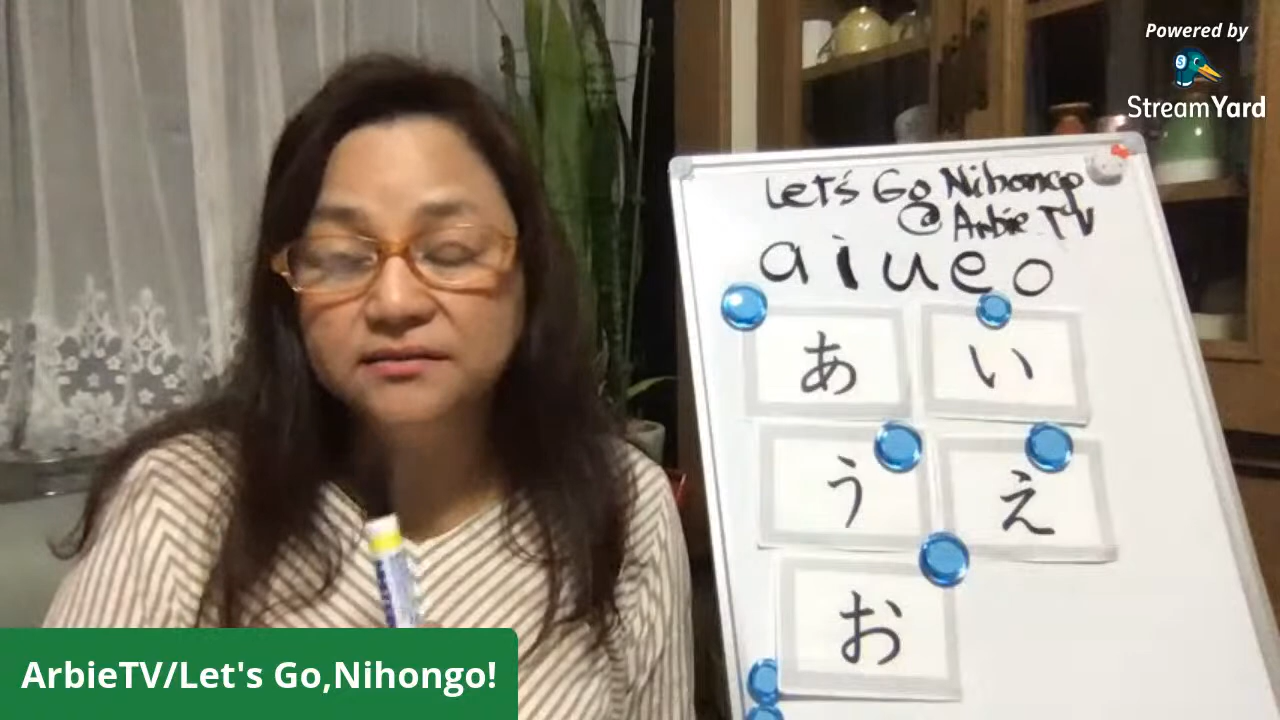 Powered by
StreamYard
Let's Go Nihongo
@ Arbie TV
a i u e o
あ い
う え
お
ArbieTV/Let's Go,Nihongo!